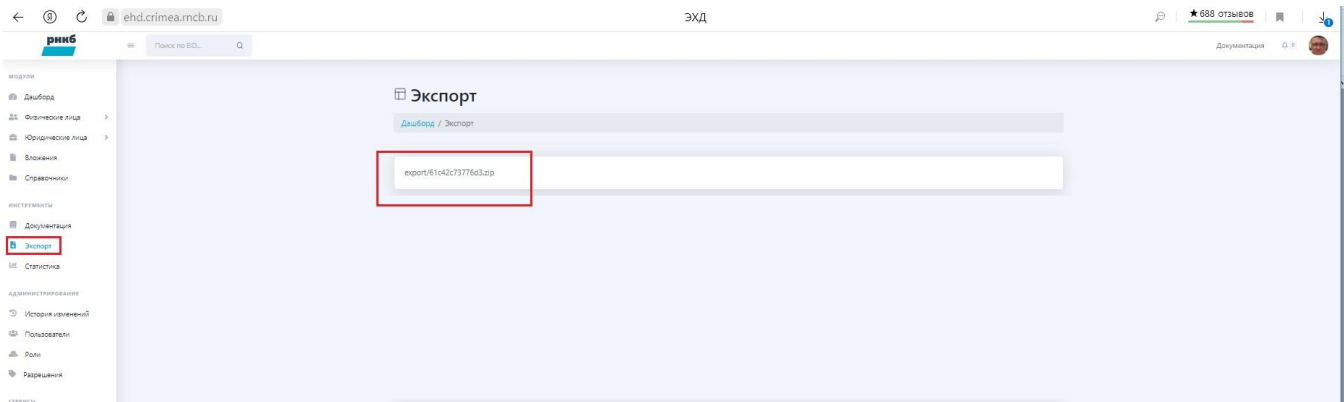 ehd.crimea.rncb.ru
ЭХД
★688 отзывов
рнкб
Поиск по EID...
Документация
МОДУЛИ
Дашборд
Физические лица
Юридические лица
Вложения
Справочники
ИНСТРУМЕНТЫ
Документация
Экспорт
Статистика
АДМИНИСТРИРОВАНИЕ
История изменений
Пользователи
Роли
Разрешения
СЕРВИСЫ
Экспорт
Дашборд / Экспорт
export/61c42c73776d3.zip